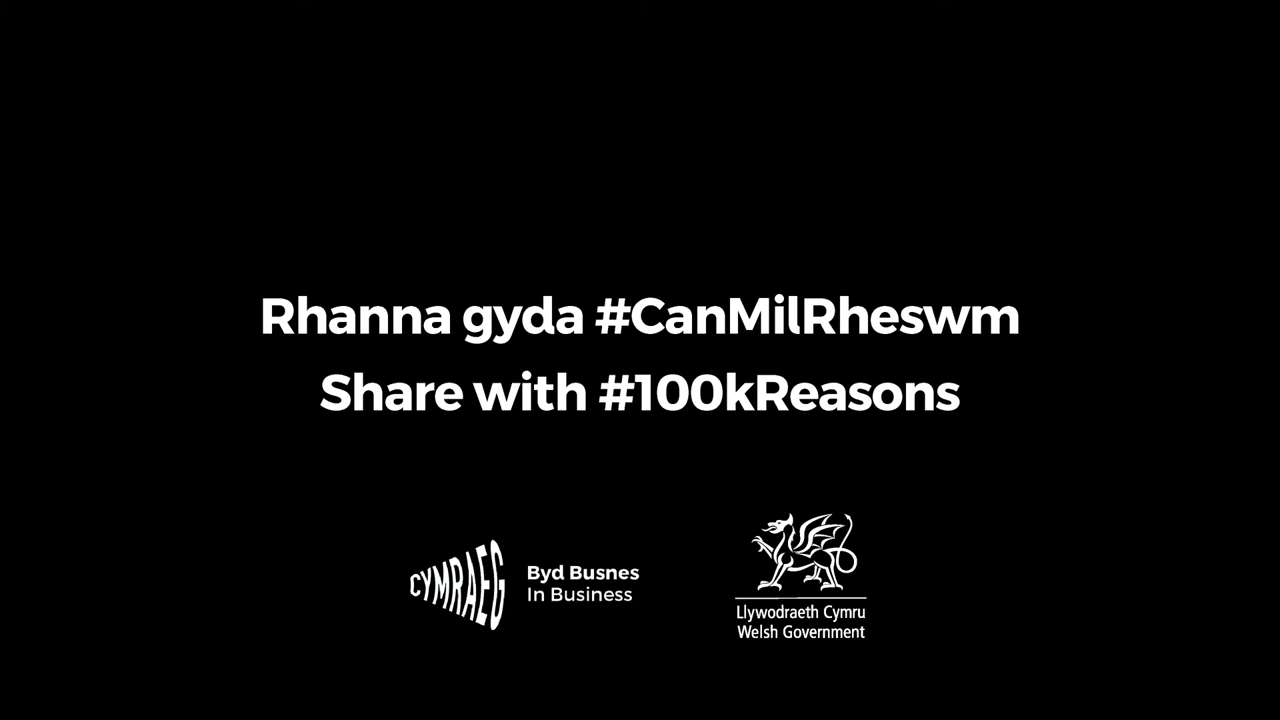 Rhanna gyda #CanMilRheswm
Share with #100kReasons
CYMRAEG
Byd Busnes
In Business
Llywodraeth Cymru
Welsh Government